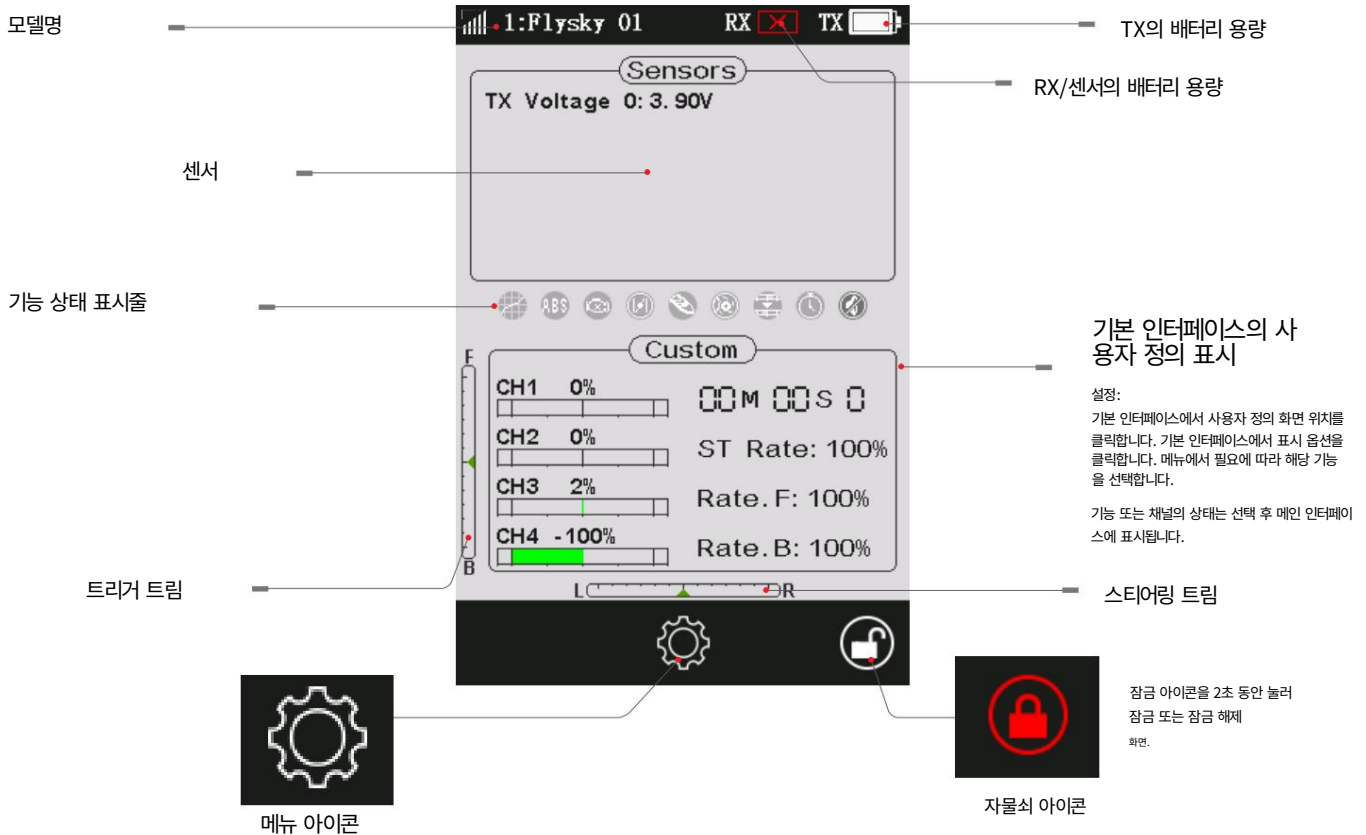 모델명
1:Flysky 01
RX
TX
TX의 배터리 용량
RX/센서의 배터리 용량
Sensors
TX Voltage 0: 3. 90V
센서
기능 상태 표시줄
ABS
Custom
F
B
CH1 0%
CH2 0%
CH3 2%
CH4 -100%
00M 00S 0
ST Rate: 100%
Rate. F: 100%
Rate. B: 100%
L
R
기본 인터페이스의 사
용자 정의 표시
설정:
기본 인터페이스에서 사용자 정의 화면 위치를
클릭합니다. 기본 인터페이스에서 표시 옵션을
클릭합니다. 메뉴에서 필요에 따라 해당 기능
을 선택합니다.
기능 또는 채널의 상태는 선택 후 메인 인터페이
스에 표시됩니다.
트리거 트림
스티어링 트림
잠금 아이콘을 2초 동안 눌러
잠금 또는 잠금 해제
화면.
메뉴 아이콘
자물쇠 아이콘